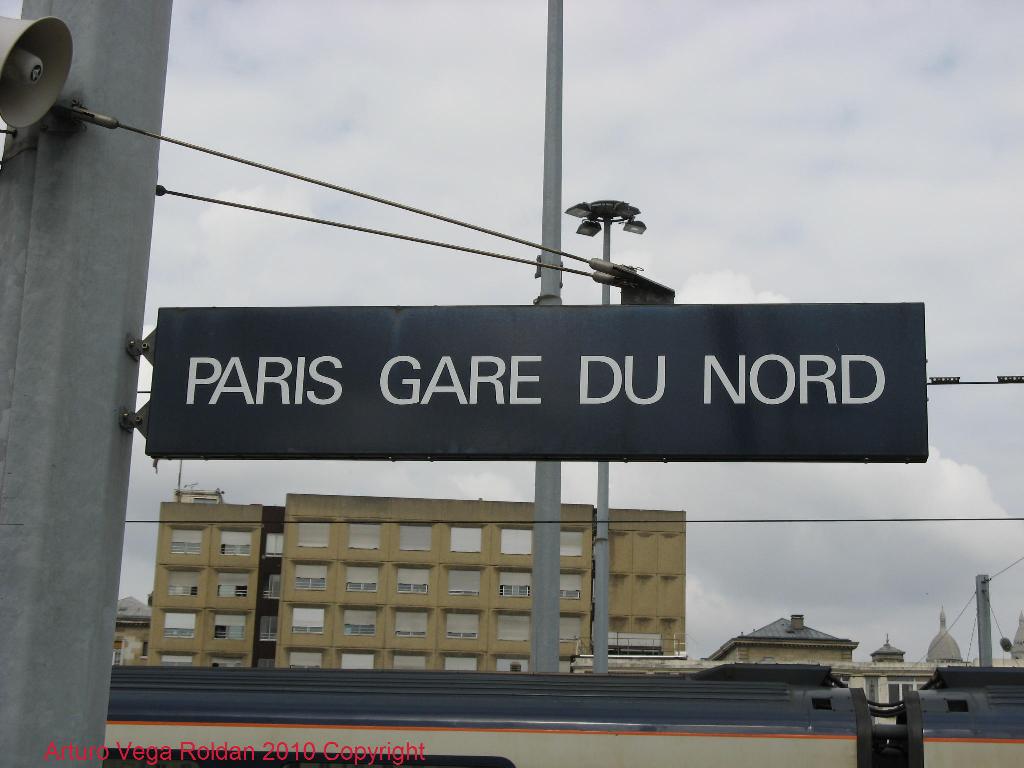 PARIS GARE DU NORD
Arturo Vega Roldan 2010 Copyright